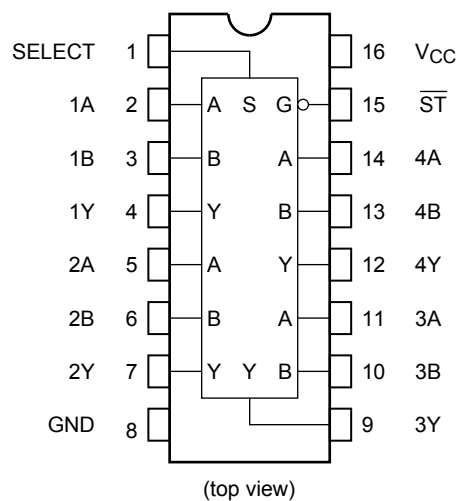 SELECT 1 16 VCC
1A 2 A S G 15 ST
1B 3 B A 14 4A
1Y 4 Y B 13 4B
2A 5 A Y 12 4Y
2B 6 B A 11 3A
2Y 7 Y Y B 10 3B
GND 8 9 3Y
(top view)